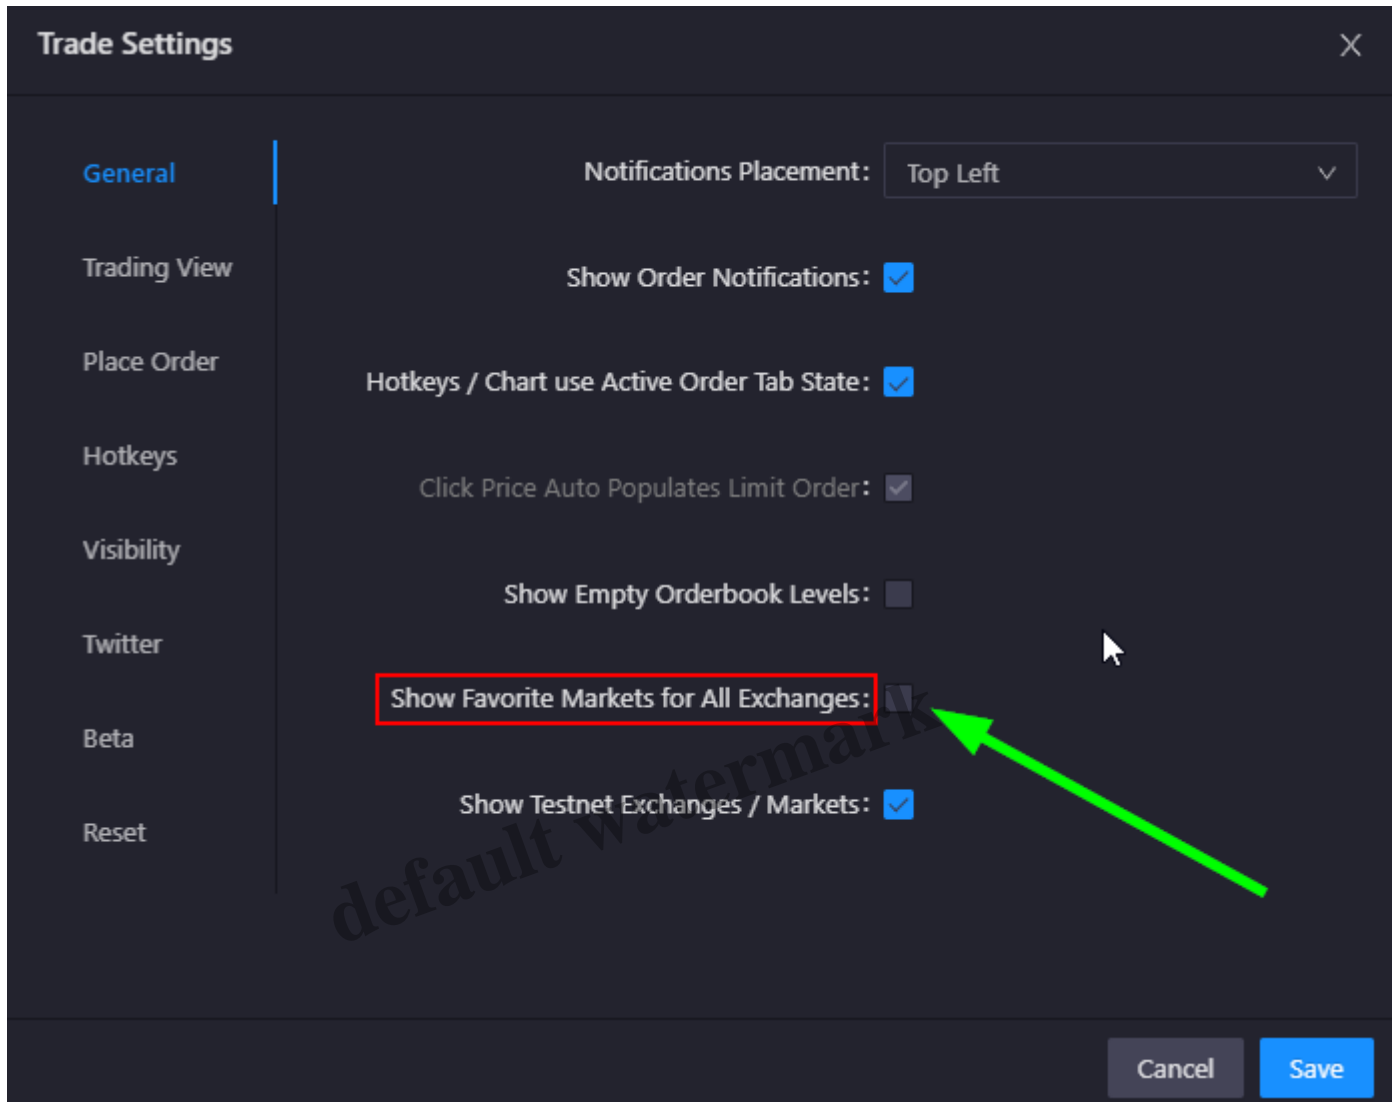 Trade Settings
General
Trading View
Place Order
Hotkeys
Visibility
Twitter
Beta
Reset
Notifications Placement:
Top Left
Show Order Notifications:
Hotkeys / Chart use Active Order Tab State:
Click Price Auto Populates Limit Order:
Show Empty Orderbook Levels:
Show Favorite Markets for All Exchanges:
Show Testnet Exchanges / Markets:
default watermark
Cancel
Save